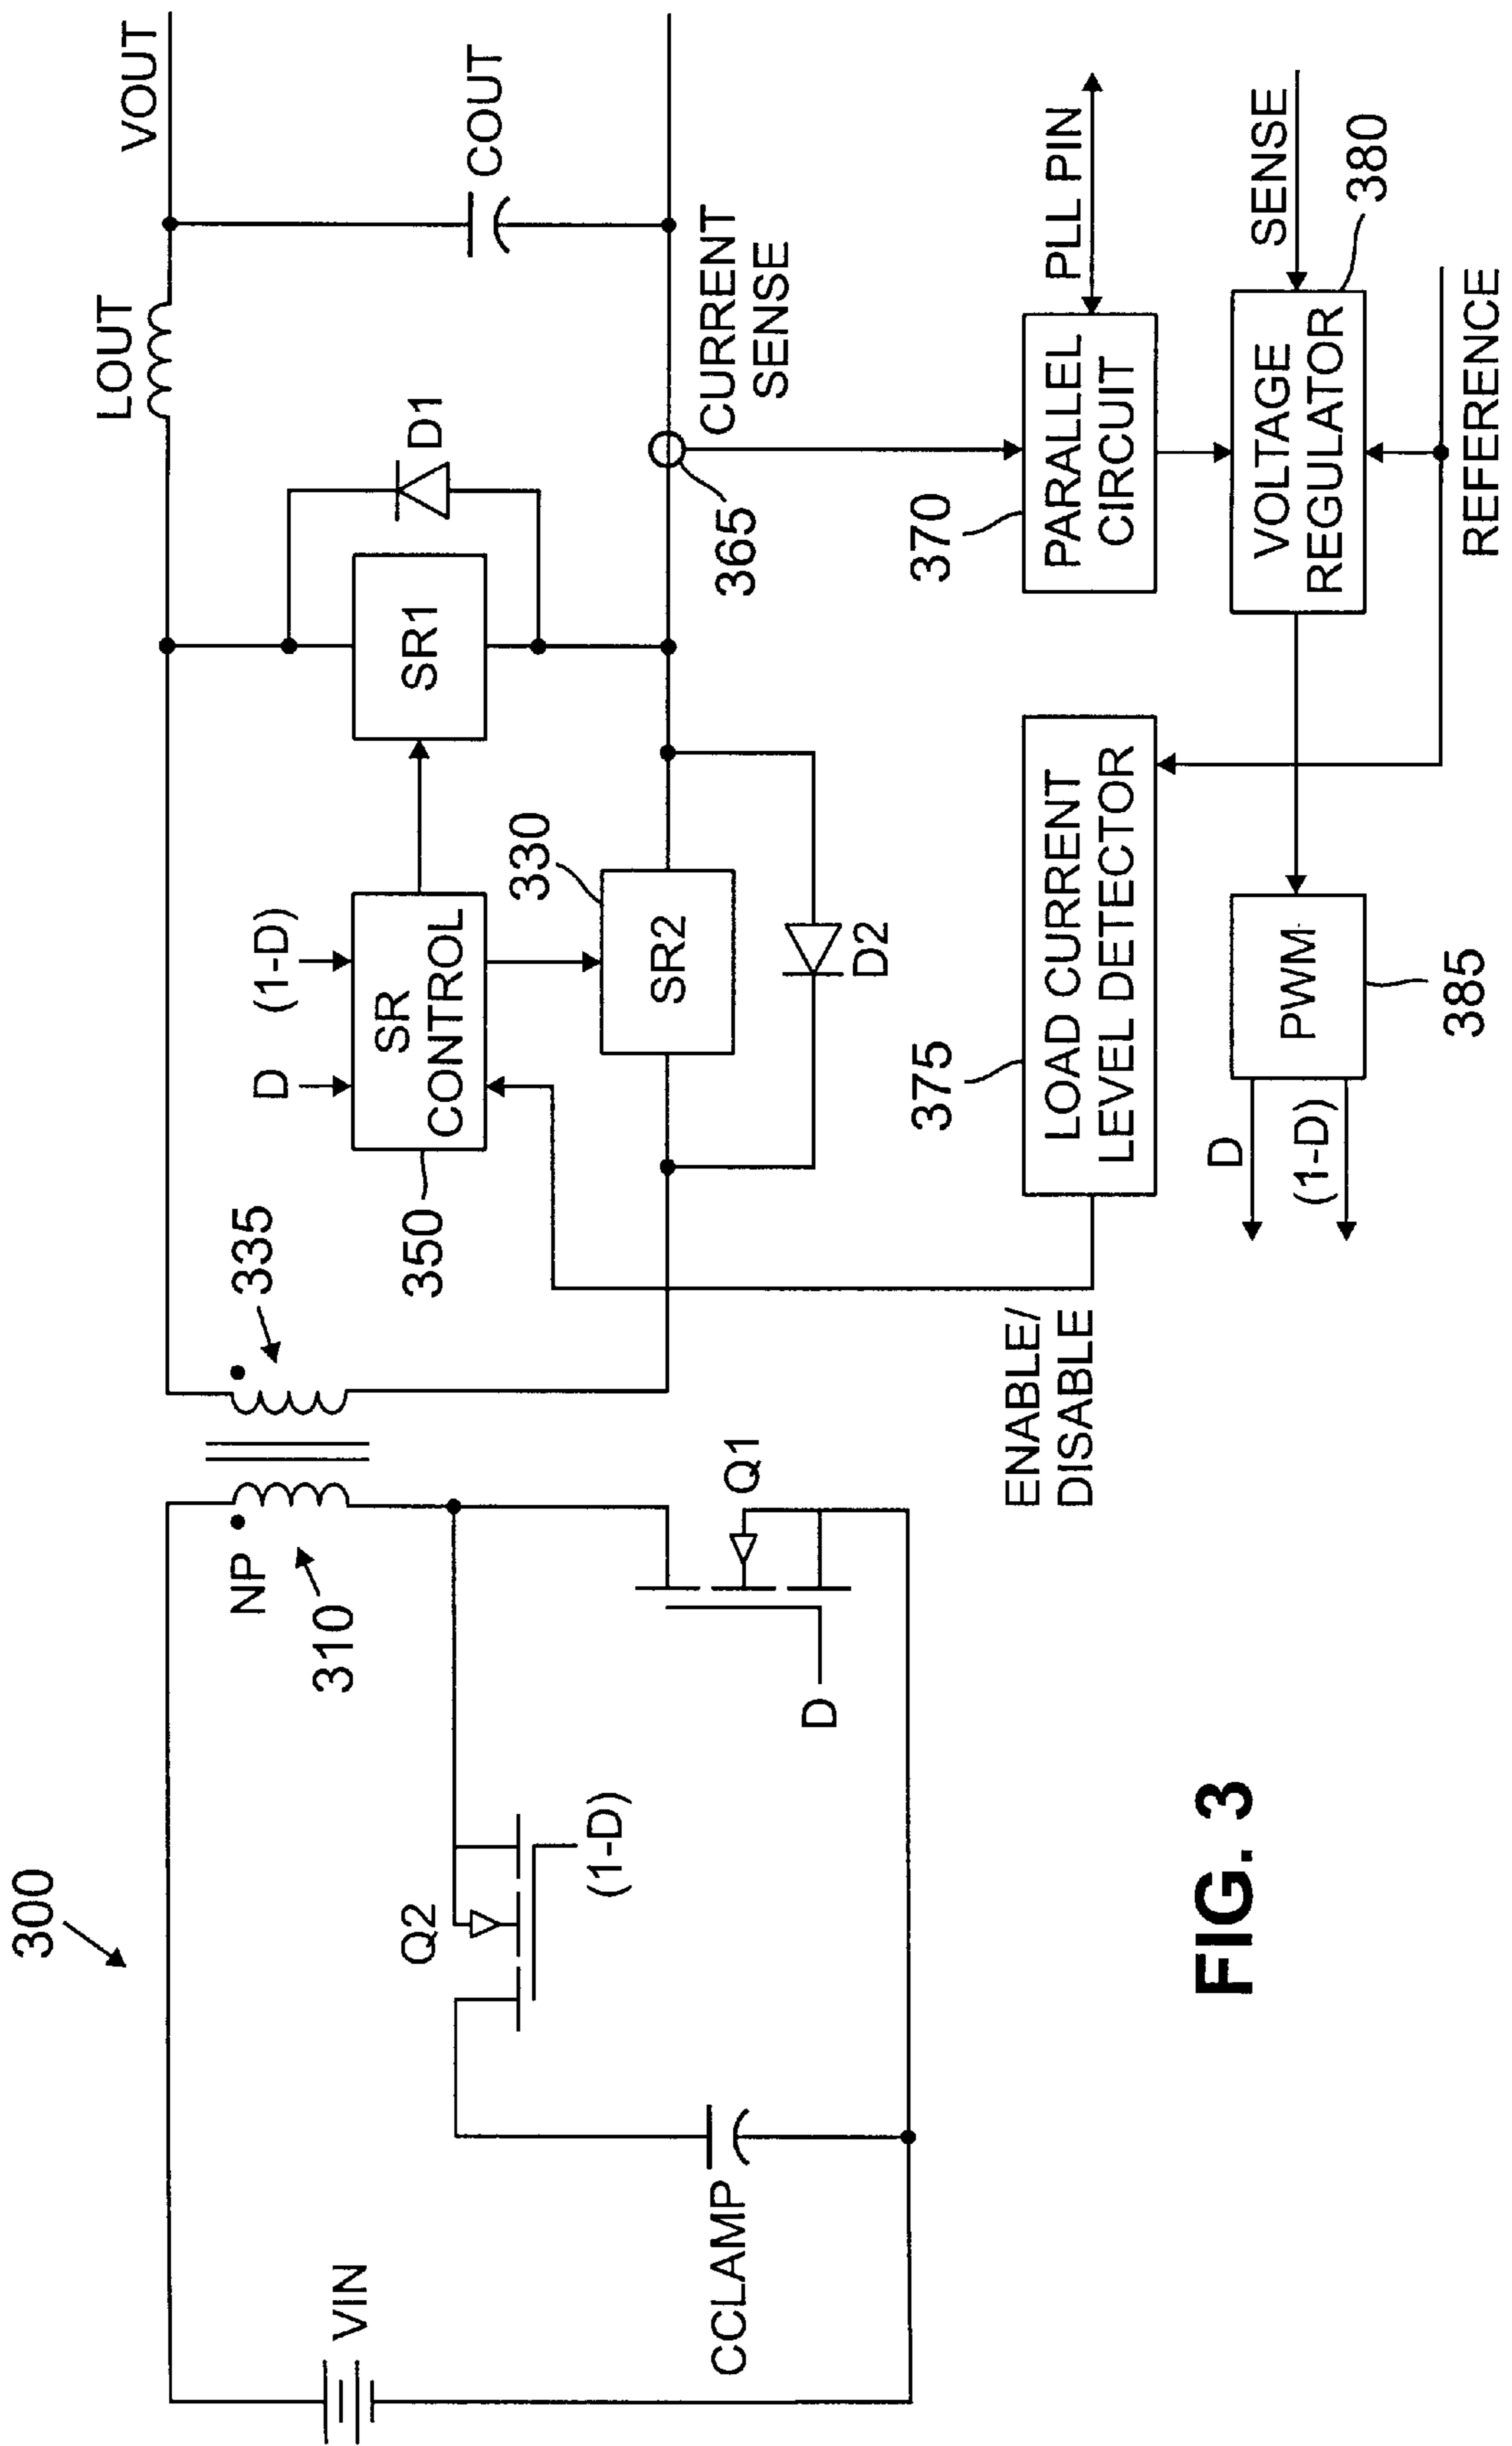 300
VIN
CCLAMP
Q2
(1-D)
NP
310
Q1
D
335
350
SR
CONTROL
D
(1-D)
330
SR2
D2
SR1
D1
LOUT
VOUT
COUT
CURRENT
SENSE
365
ENABLE/
DISABLE
375
LOAD CURRENT
LEVEL DETECTOR
370
PARALLEL
CIRCUIT
PLL PIN
D
(1-D)
PWM
385
VOLTAGE
REGULATOR
SENSE
380
REFERENCE
FIG. 3